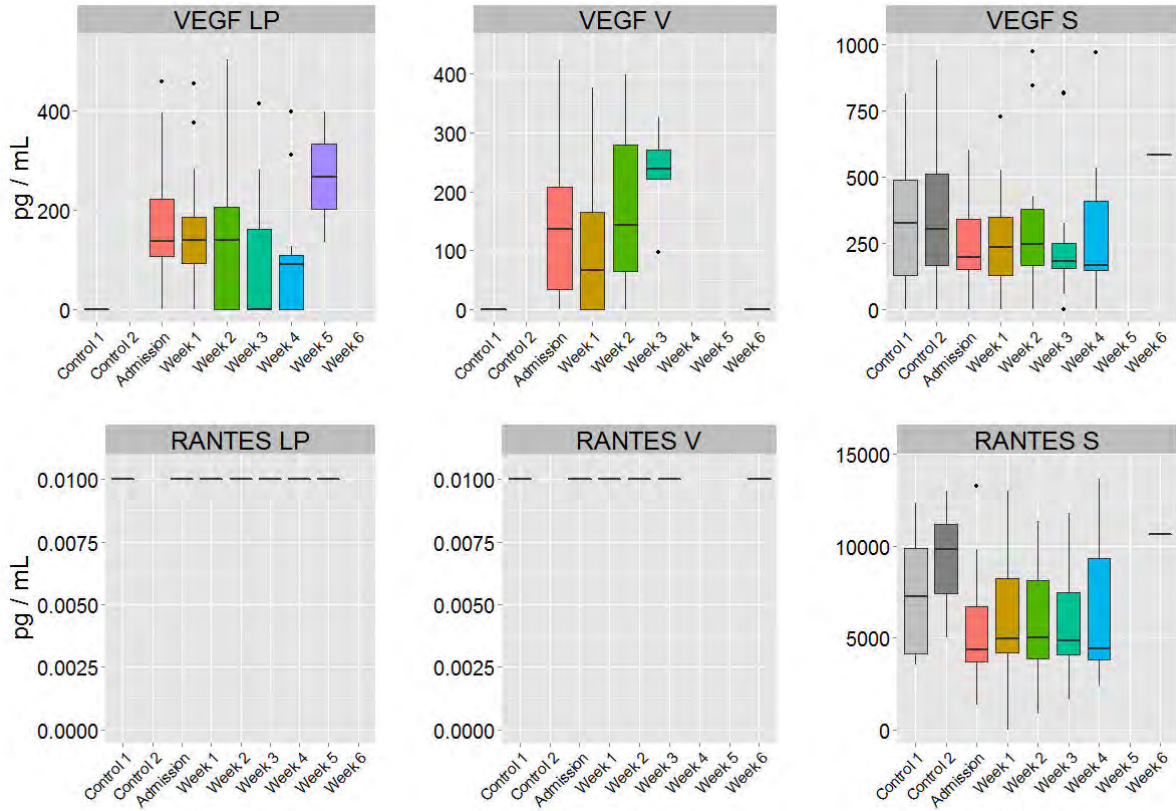 VEGF LP
VEGF V
VEGF S
pg / mL
400
200
0
400
300
200
100
0
1000
750
500
250
0
Control 1
Control 2
Admission
Week 1
Week 2
Week 3
Week 4
Week 5
Week 6
Control 1
Control 2
Admission
Week 1
Week 2
Week 3
Week 4
Week 5
Week 6
Control 1
Control 2
Admission
Week 1
Week 2
Week 3
Week 4
Week 5
Week 6
RANTES LP
RANTES V
RANTES S
pg / mL
0.0100
0.0075
0.0050
0.0025
0.0000
0.0100
0.0075
0.0050
0.0025
0.0000
15000
10000
5000
0
Control 1
Control 2
Admission
Week 1
Week 2
Week 3
Week 4
Week 5
Week 6
Control 1
Control 2
Admission
Week 1
Week 2
Week 3
Week 4
Week 5
Week 6
Control 1
Control 2
Admission
Week 1
Week 2
Week 3
Week 4
Week 5
Week 6